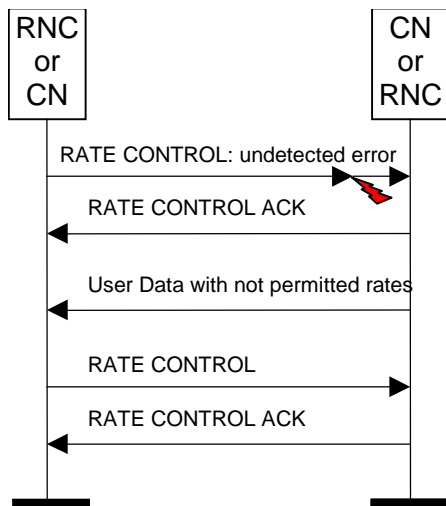 RNC
or
CN
CN
or
RNC
RATE CONTROL: undetected error
RATE CONTROL ACK
User Data with not permitted rates
RATE CONTROL
RATE CONTROL ACK